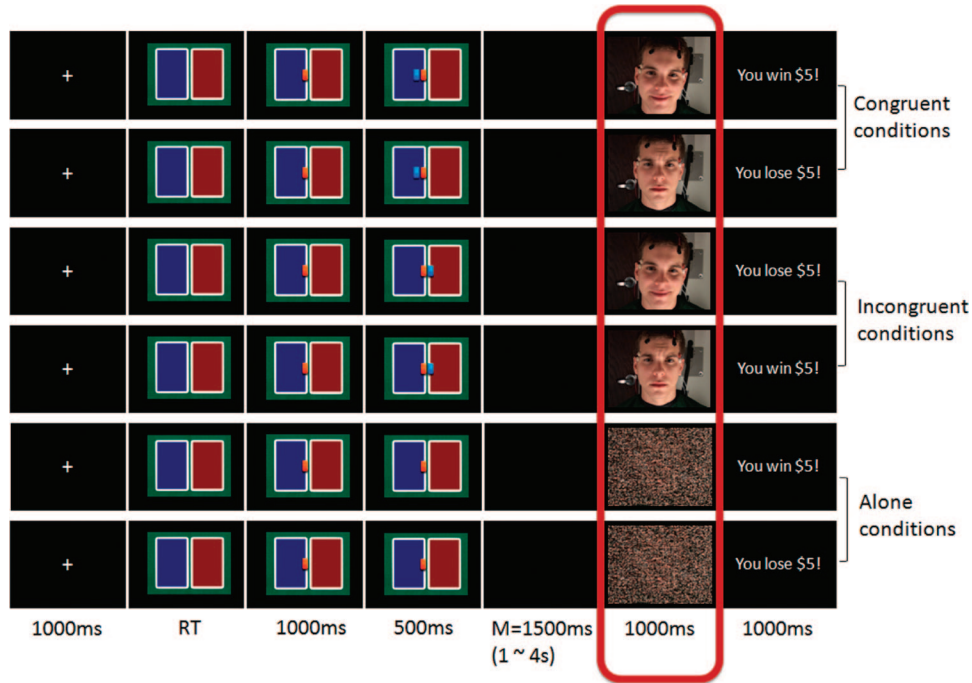 +
You win $5!
Congruent
conditions
+
You lose $5!
+
You lose $5!
Incongruent
conditions
+
You win $5!
+
You win $5!
Alone
conditions
+
You lose $5!
1000ms RT 1000ms 500ms M=1500ms 1000ms 1000ms
(1 ~ 4s)